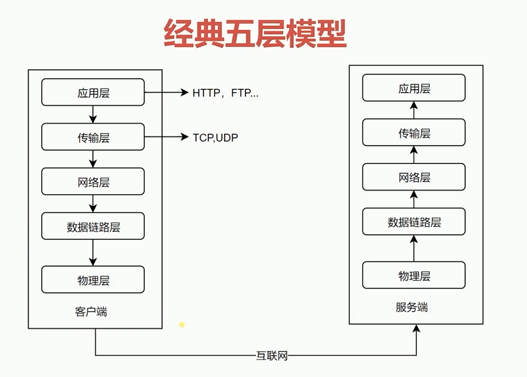 经典五层模型
应用层
HTTP，FTP...
传输层
TCP,UDP
网络层
数据链路层
物理层
客户端
应用层
传输层
网络层
数据链路层
物理层
服务端
互联网